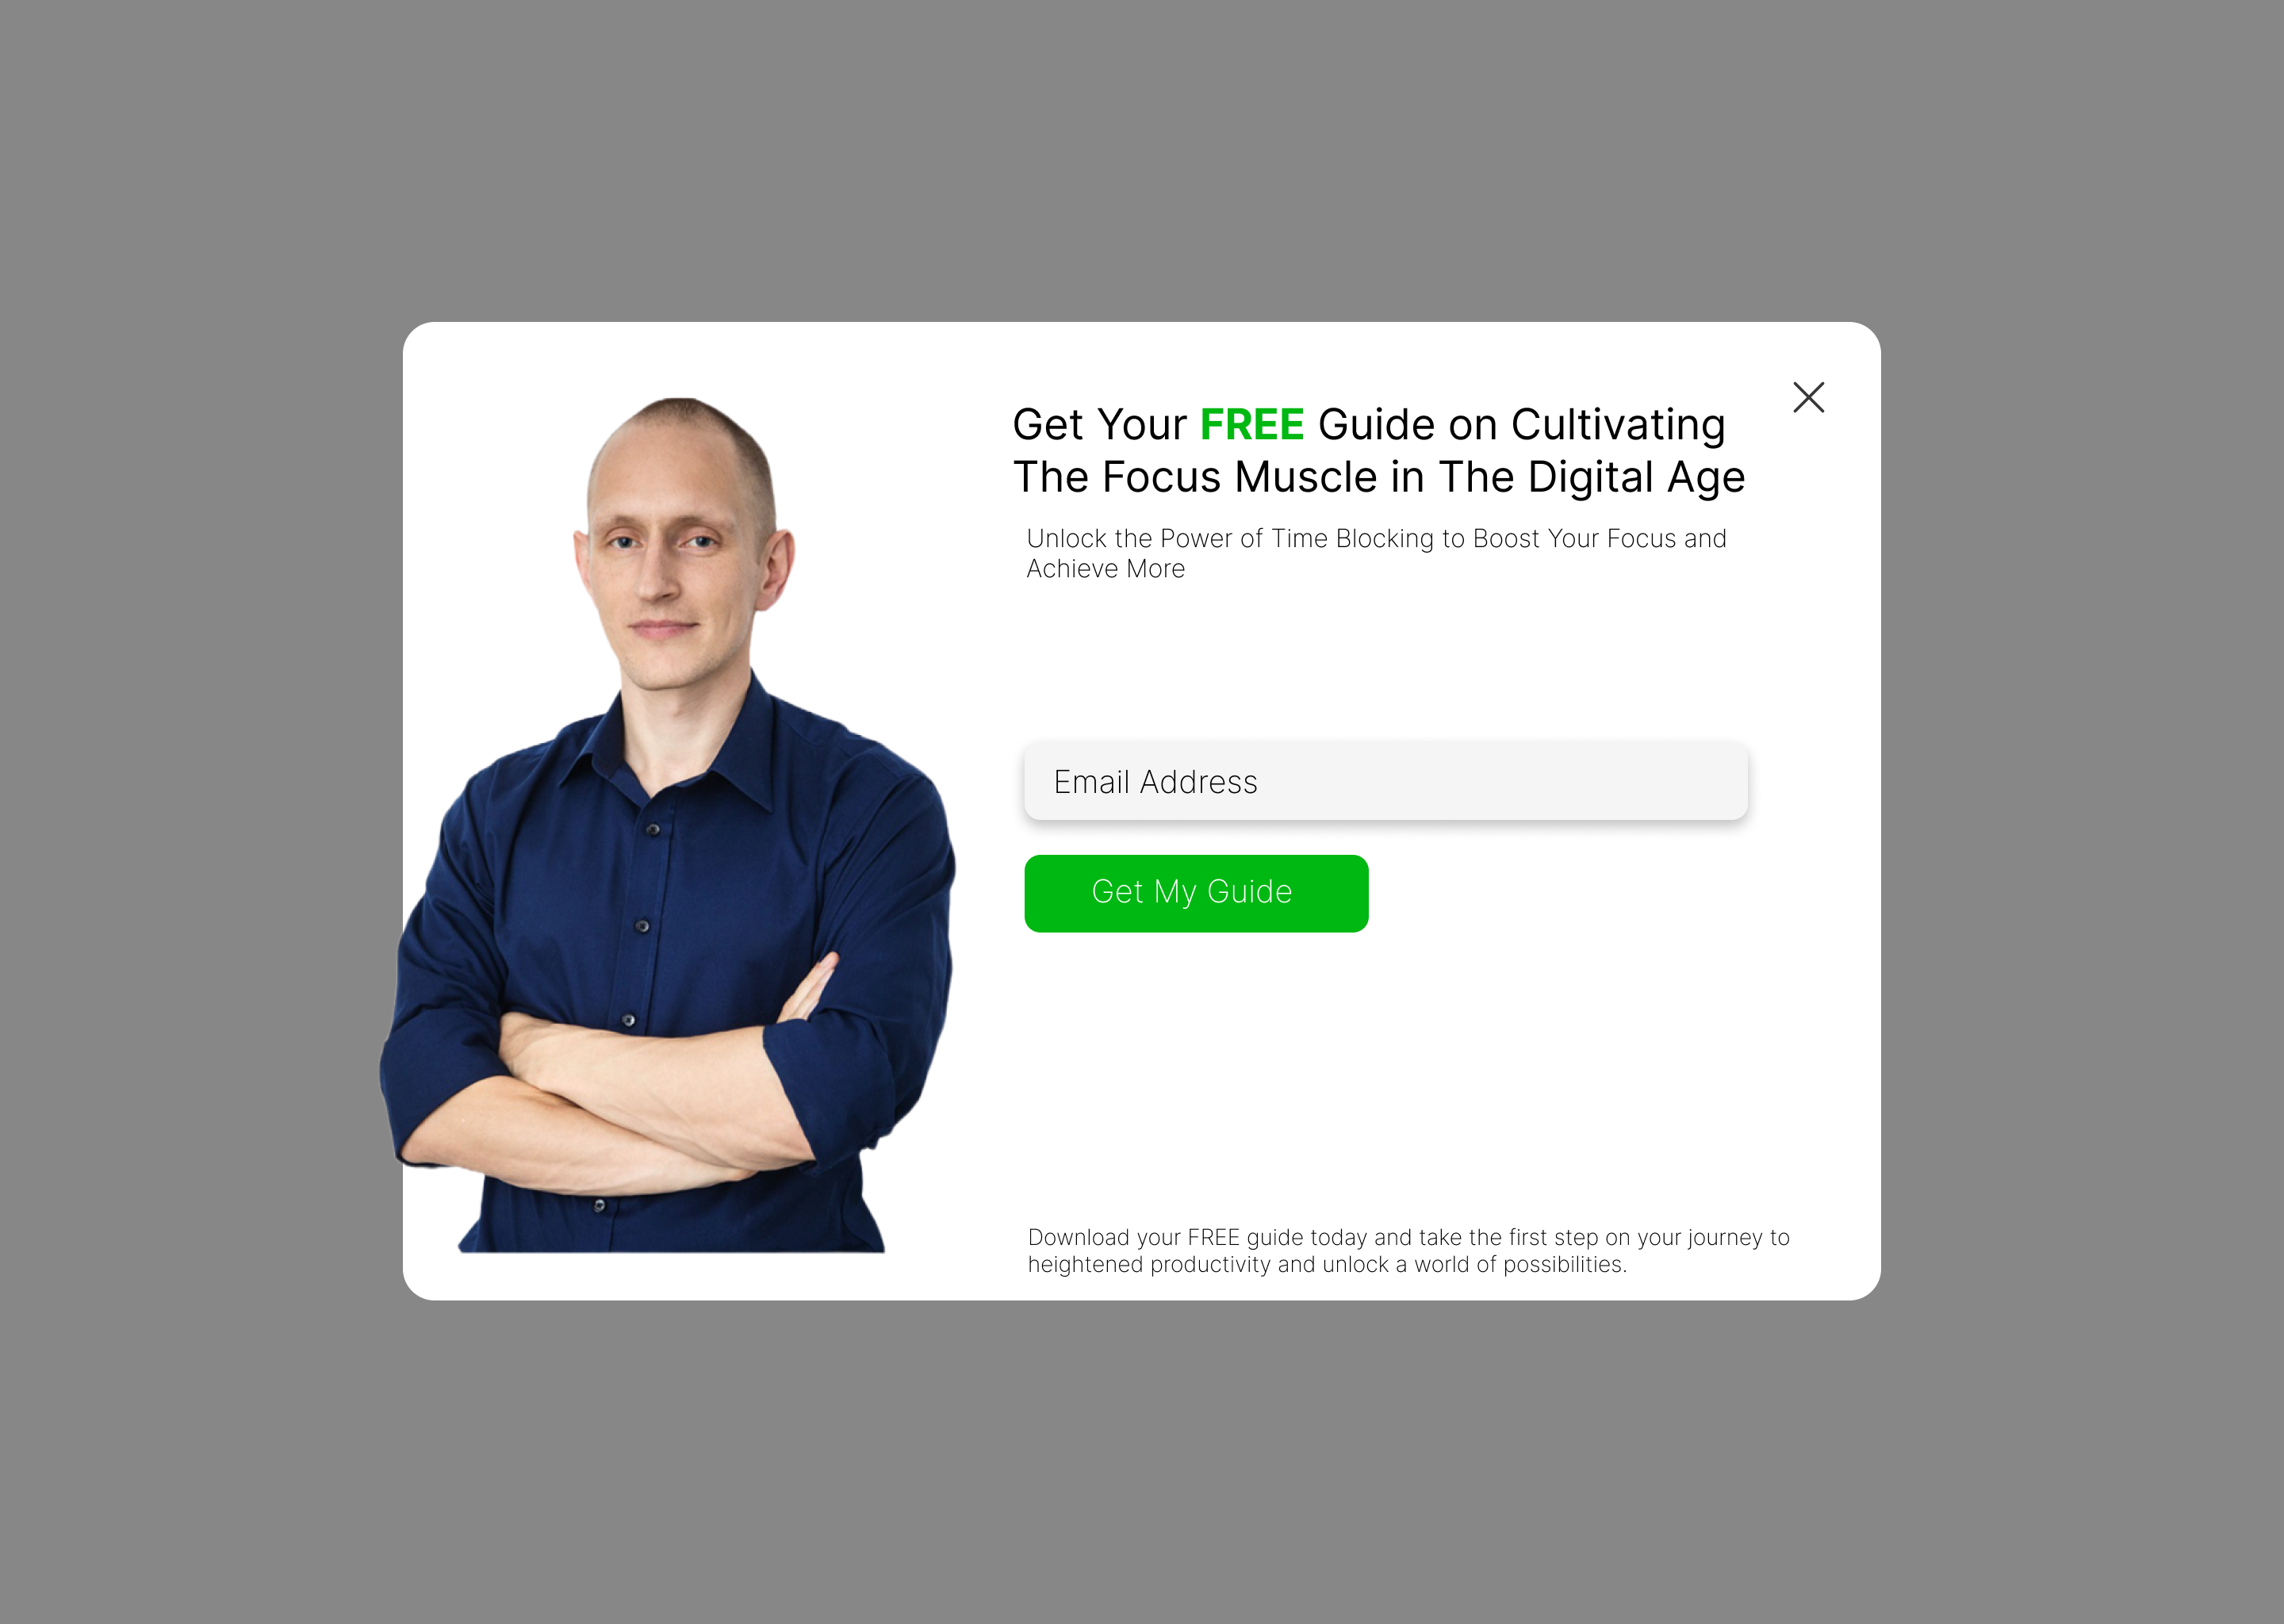 Get Your FREE Guide on Cultivating
The Focus Muscle in The Digital Age
Unlock the Power of Time Blocking to Boost Your Focus and
Achieve More
Email Address
Get My Guide
Download your FREE guide today and take the first step on your journey to
heightened productivity and unlock a world of possibilities.